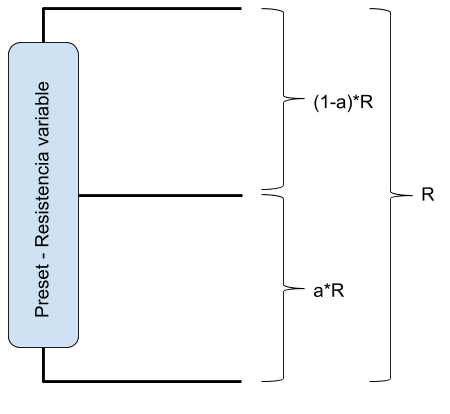 Preset - Resistencia variable
(1-a)*R
R
a*R